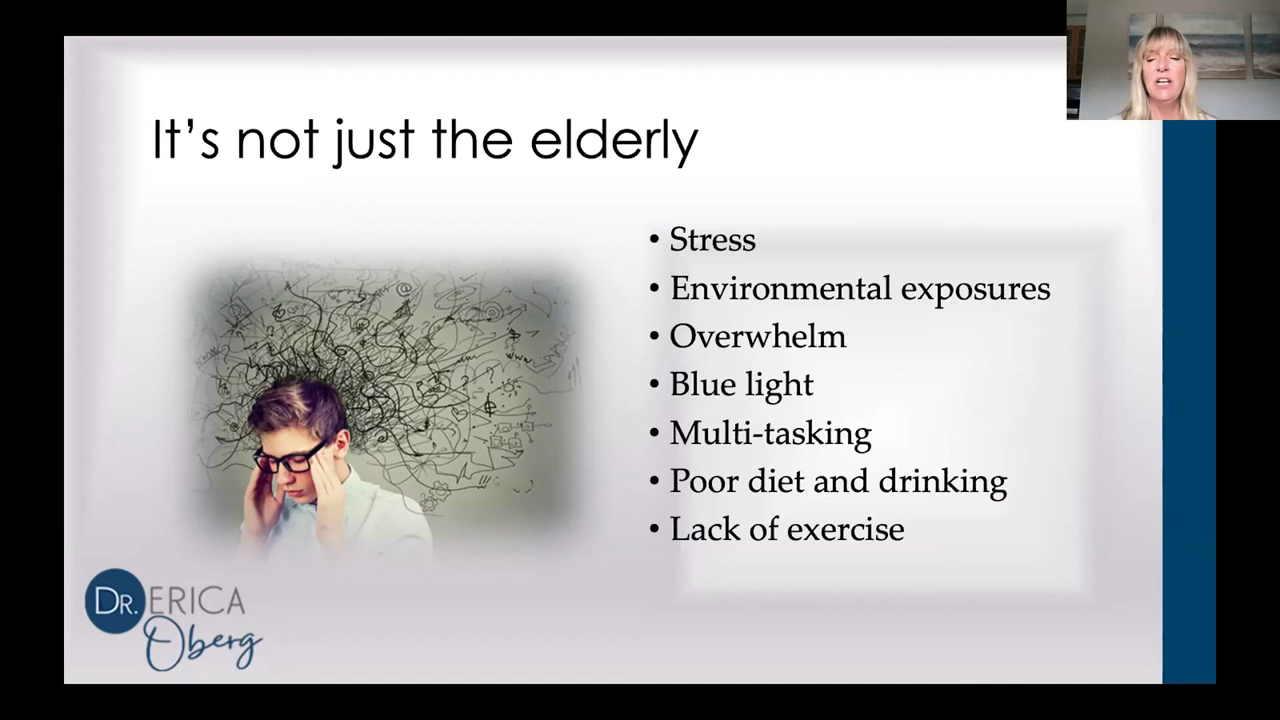 It's not just the elderly
• Stress
• Environmental exposures
• Overwhelm
• Blue light
• Multi-tasking
• Poor diet and drinking
• Lack of exercise
DR. ERICA
Oberg